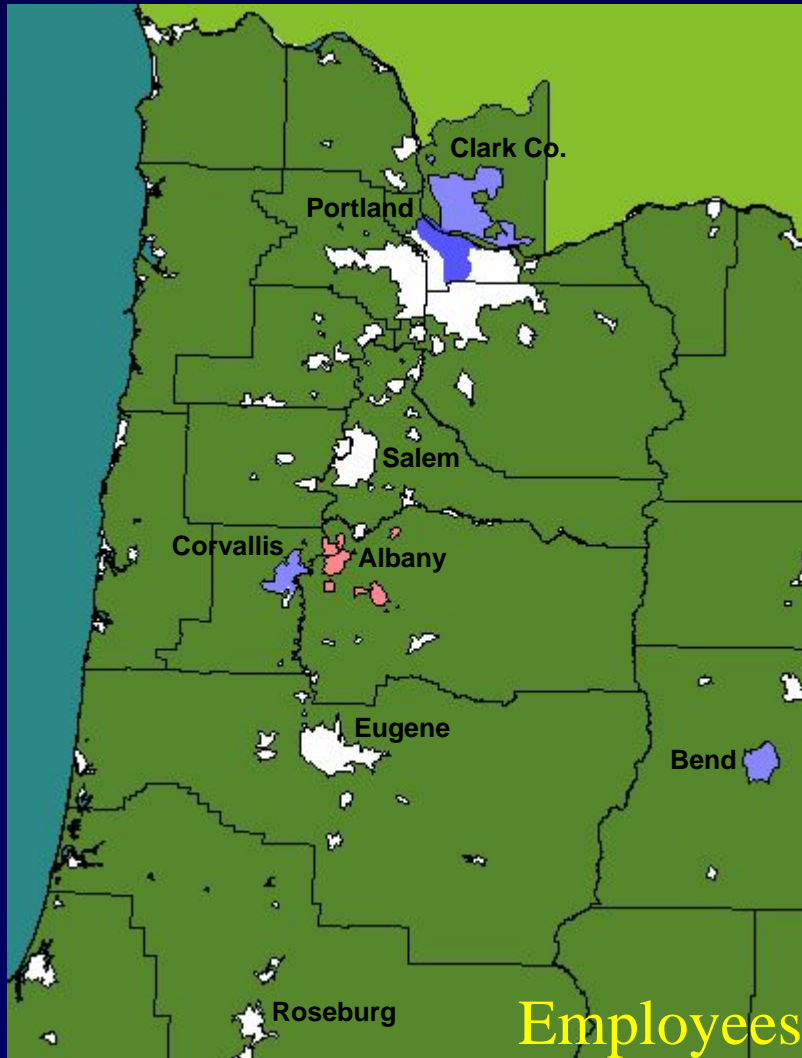 Clark Co.
Portland
Salem
Corvallis
Albany
Eugene
Bend
Roseburg
Employees